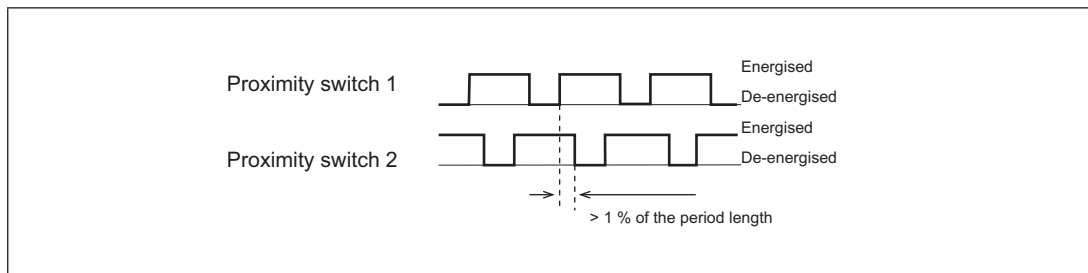 Proximity switch 1
Energised
De-energised
Proximity switch 2
Energised
De-energised
> 1 % of the period length